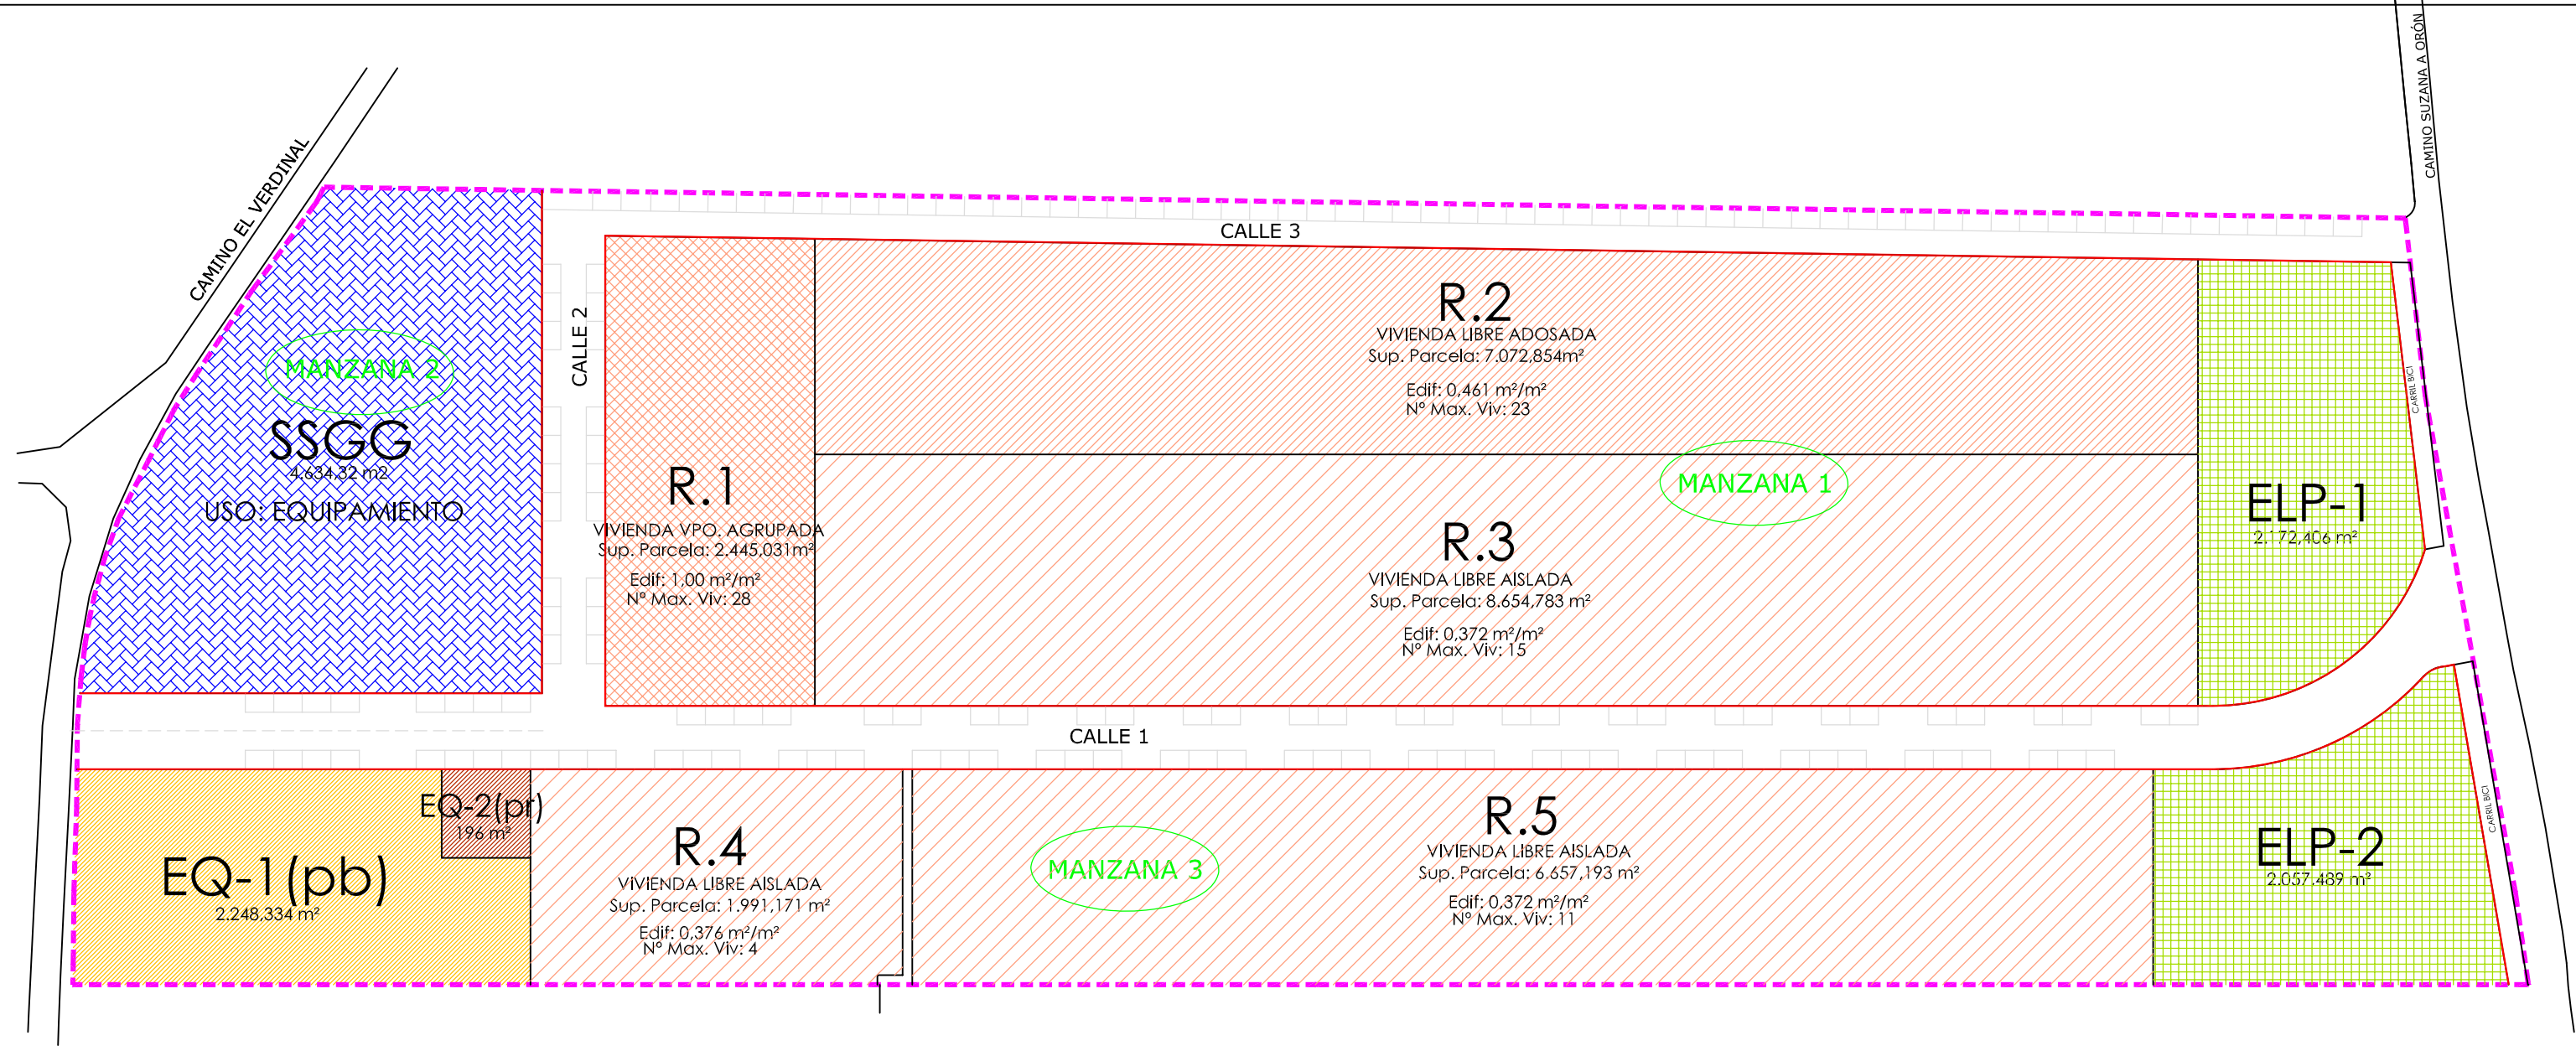 CAMINO SUZANA A ORÓN
CAMINO EL VERDINAL
CALLE 3
CALLE 2
MANZANA 2
SSGG
4.634,32 m2
USO: EQUIPAMIENTO
R.1
VIVIENDA VPO. AGRUPADA
Sup. Parcela: 2.445,031m²
Edif: 1,00 m²/m²
Nº Max. Viv: 28
R.2
VIVIENDA LIBRE ADOSADA
Sup. Parcela: 7.072,854m²
Edif: 0,461 m²/m²
Nº Max. Viv: 23
MANZANA 1
R.3
VIVIENDA LIBRE AISLADA
Sup. Parcela: 8.654,783 m²
Edif: 0,372 m²/m²
Nº Max. Viv: 15
ELP-1
2.172,406 m²
CARRIL BICI
CALLE 1
EQ-1(pb)
2.248,334 m²
EQ-2(pr)
196 m²
R.4
VIVIENDA LIBRE AISLADA
Sup. Parcela: 1.991,171 m²
Edif: 0,376 m²/m²
Nº Max. Viv: 4
MANZANA 3
R.5
VIVIENDA LIBRE AISLADA
Sup. Parcela: 6.657,193 m²
Edif: 0,372 m²/m²
Nº Max. Viv: 11
ELP-2
2.057,489 m²
CARRIL BICI